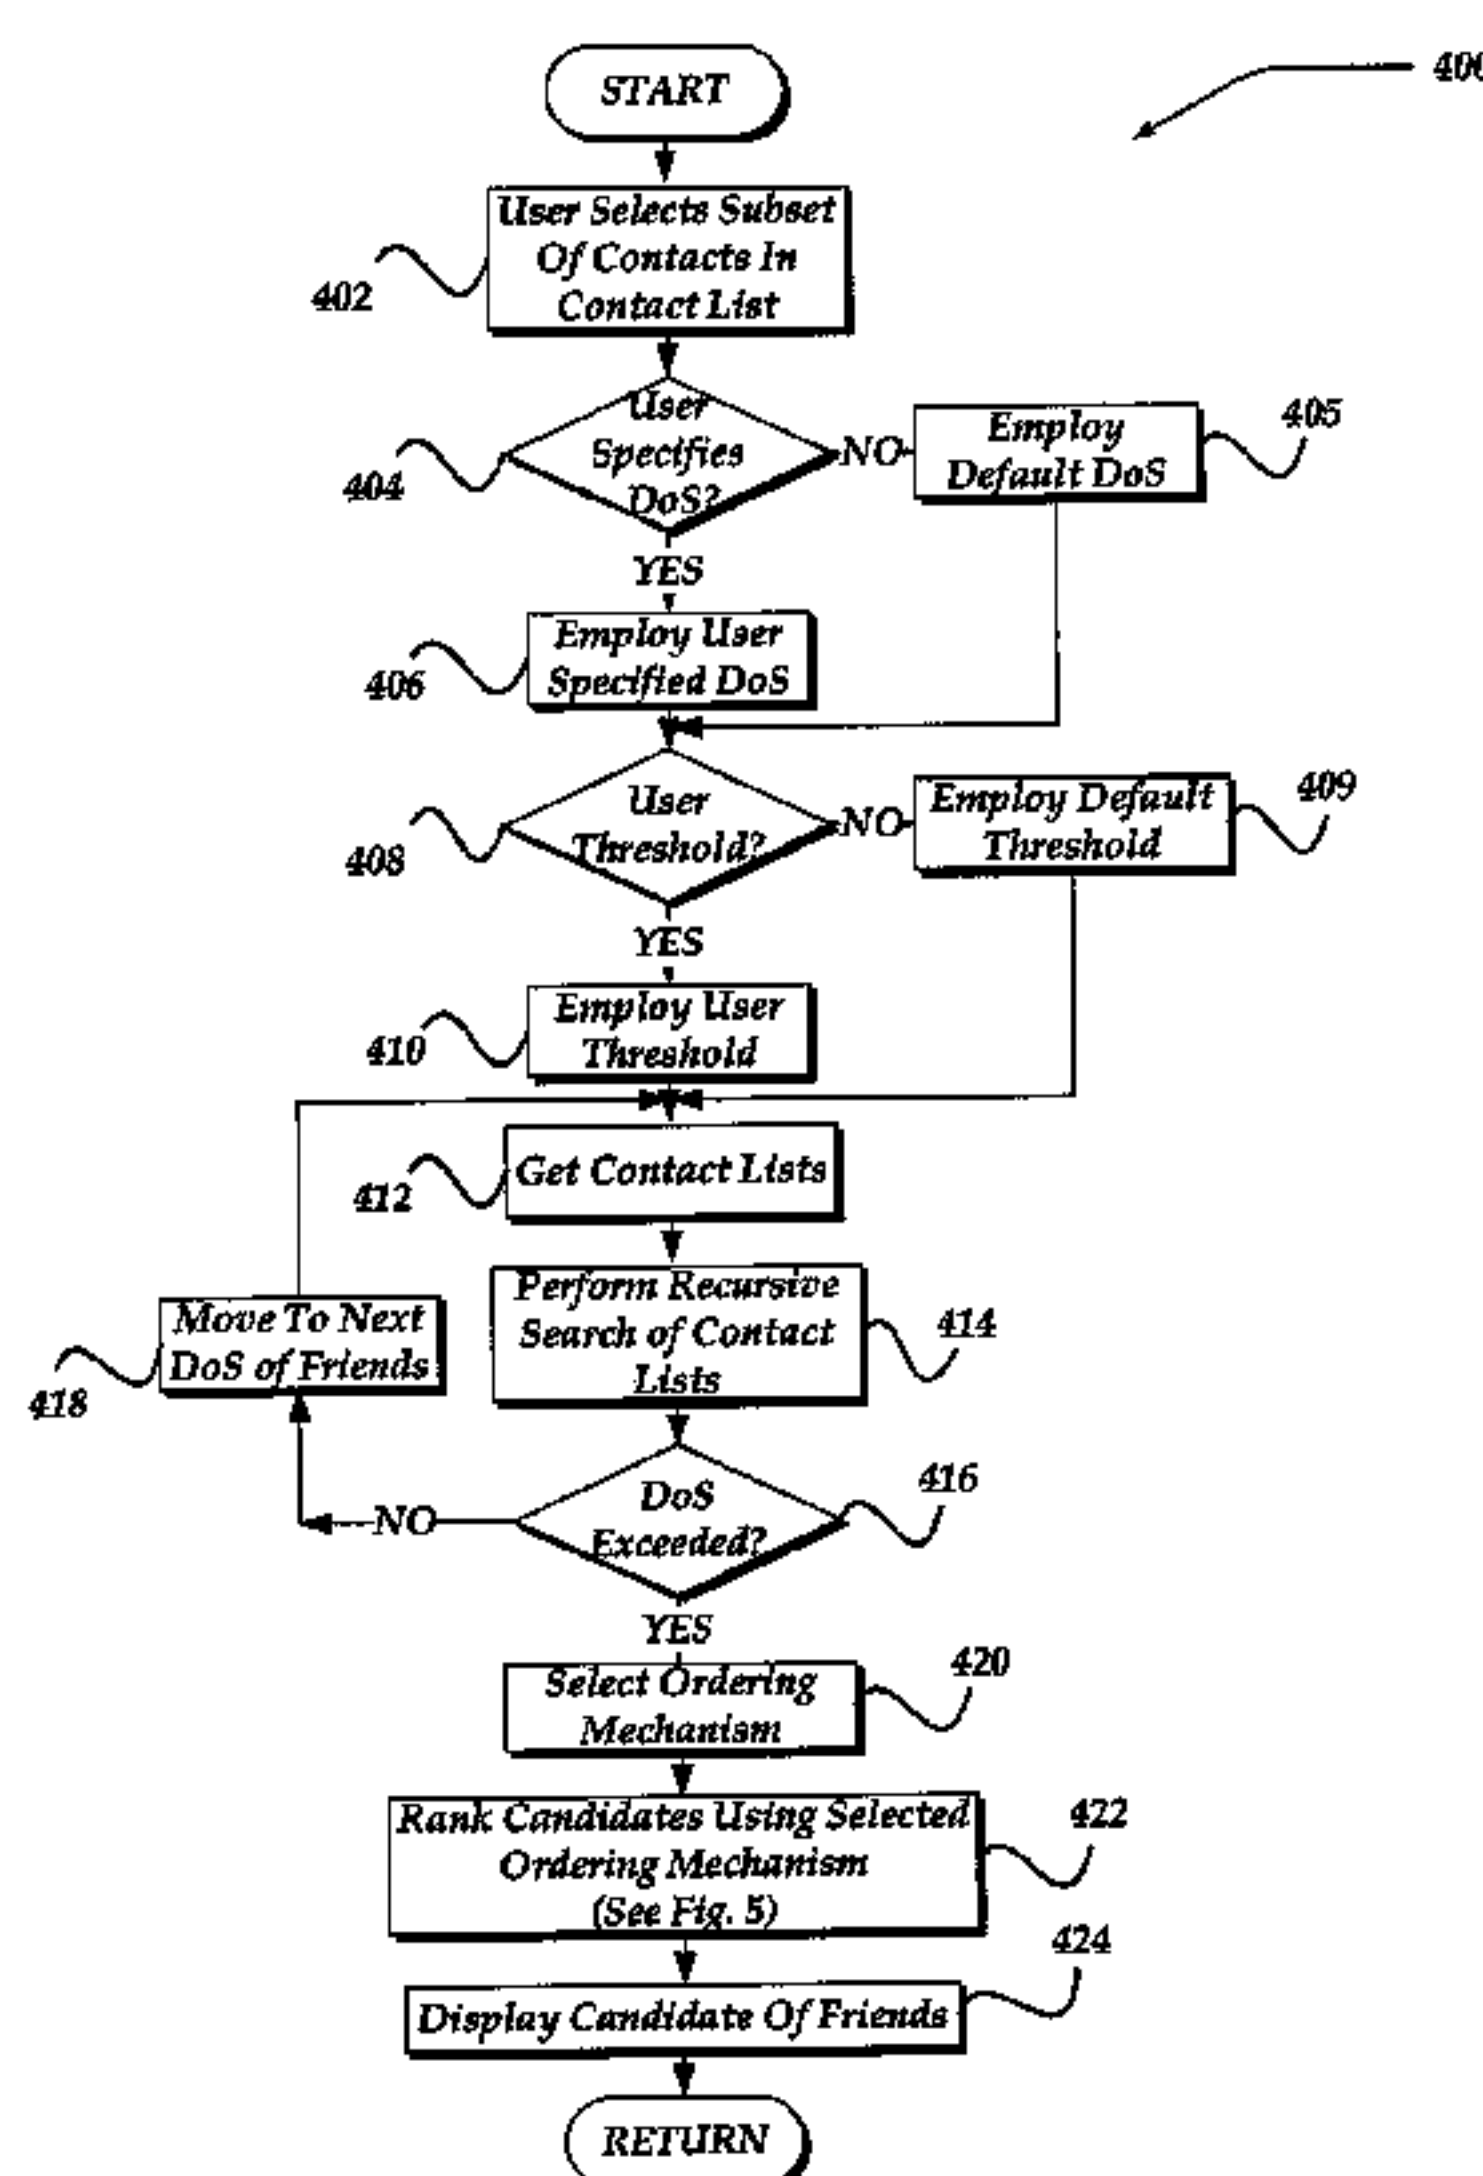 START
400
User Selects Subset
Of Contacts In
Contact List
402
User
Specifies
DoS?
404
NO
Employ
Default DoS
405
YES
Employ User
Specified DoS
406
User
Threshold?
408
NO
Employ Default
Threshold
409
YES
Employ User
Threshold
410
Get Contact Lists
412
Perform Recursive
Search of Contact
Lists
414
Move To Next
DoS of Friends
418
DoS
Exceeded?
416
NO
YES
Select Ordering
Mechanism
420
Rank Candidates Using Selected
Ordering Mechanism
(See Fig. 5)
422
424
Display Candidate Of Friends
RETURN